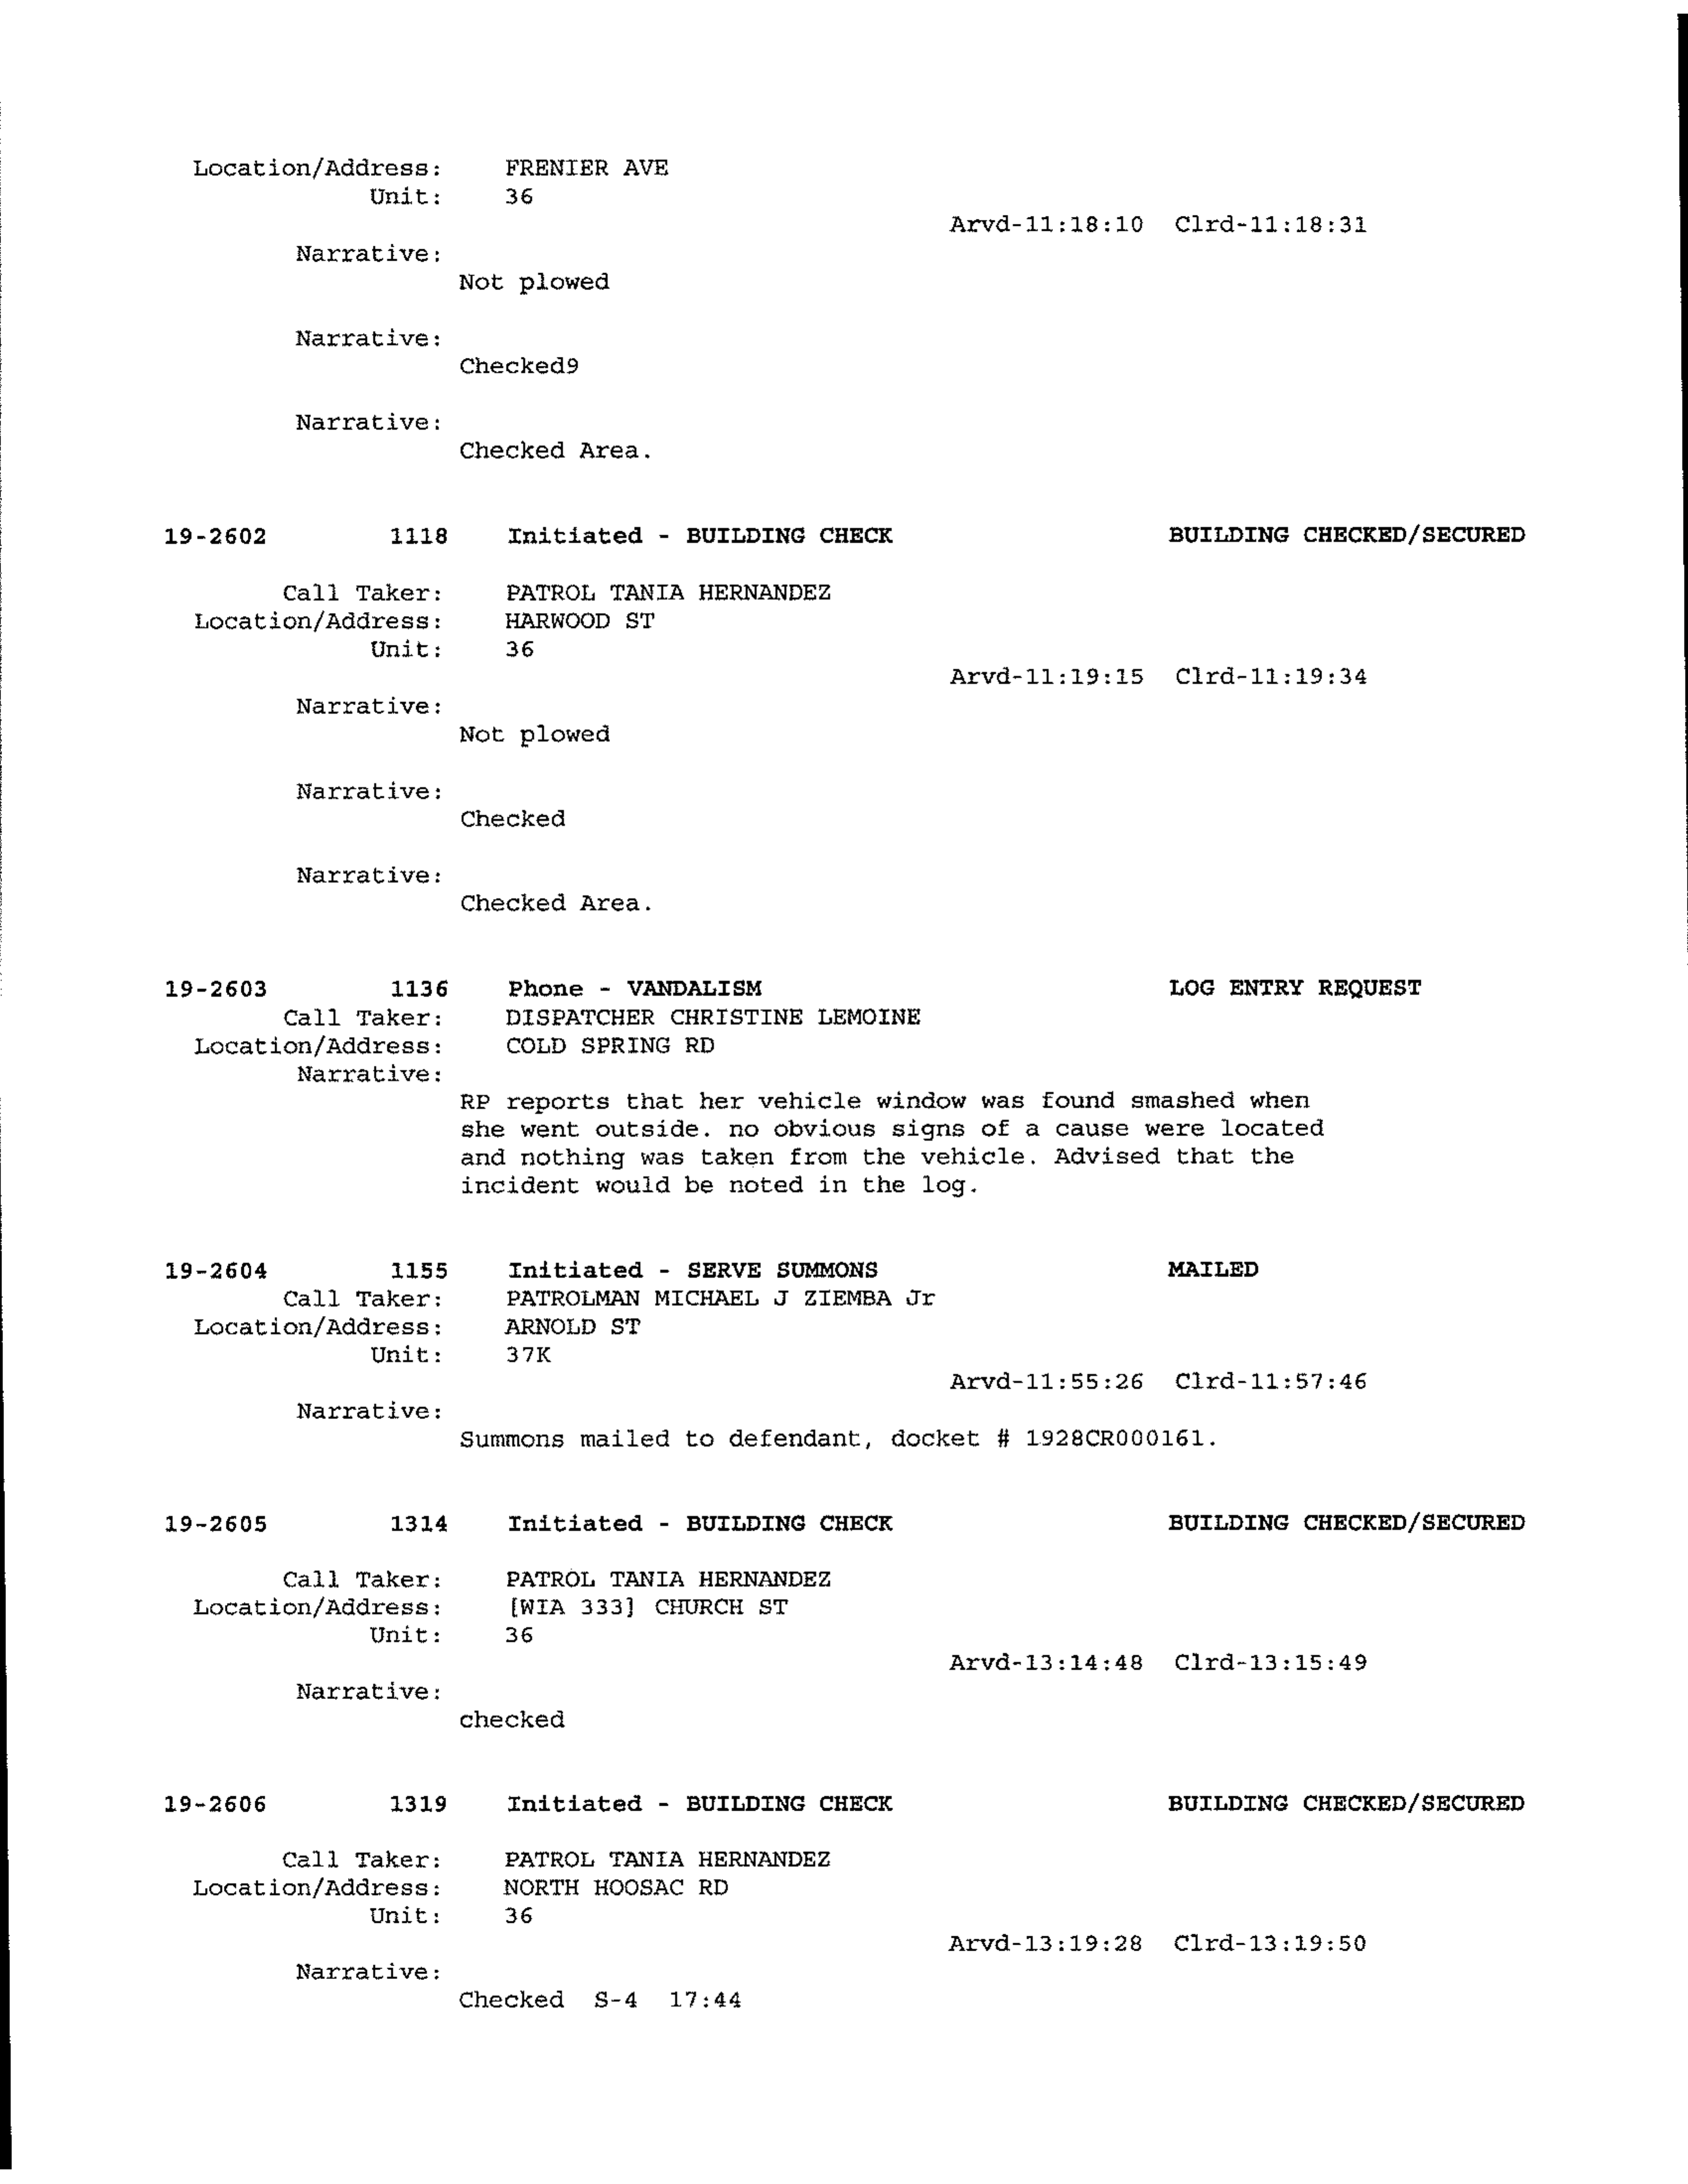 Location/Address: FRENIER AVE
Unit: 36
Arvd-11:18:10 Clrd-11:18:31
Narrative:
Not plowed
Narrative:
Checked9
Narrative:
Checked Area.
19-2602 1118 Initiated - BUILDING CHECK BUILDING CHECKED/SECURED
Call Taker: PATROL TANIA HERNANDEZ
Location/Address: HARWOOD ST
Unit: 36
Arvd-11:19:15 Clrd-11:19:34
Narrative:
Not plowed
Narrative:
Checked
Narrative:
Checked Area.
19-2603 1136 Phone - VANDALISM LOG ENTRY REQUEST
Call Taker: DISPATCHER CHRISTINE LEMOINE
Location/Address: COLD SPRING RD
Narrative:
RP reports that her vehicle window was found smashed when
she went outside. no obvious signs of a cause were located
and nothing was taken from the vehicle. Advised that the
incident would be noted in the log.
19-2604 1155 Initiated - SERVE SUMMONS MAILED
Call Taker: PATROLMAN MICHAEL J ZIEMBA Jr
Location/Address: ARNOLD ST
Unit: 37K
Arvd-11:55:26 Clrd-11:57:46
Narrative:
Summons mailed to defendant, docket # 1928CR000161.
19-2605 1314 Initiated - BUILDING CHECK BUILDING CHECKED/SECURED
Call Taker: PATROL TANIA HERNANDEZ
Location/Address: [WIA 333] CHURCH ST
Unit: 36
Arvd-13:14:48 Clrd-13:15:49
Narrative:
checked
19-2606 1319 Initiated - BUILDING CHECK BUILDING CHECKED/SECURED
Call Taker: PATROL TANIA HERNANDEZ
Location/Address: NORTH HOOSAC RD
Unit: 36
Arvd-13:19:28 Clrd-13:19:50
Narrative:
Checked S-4 17:44